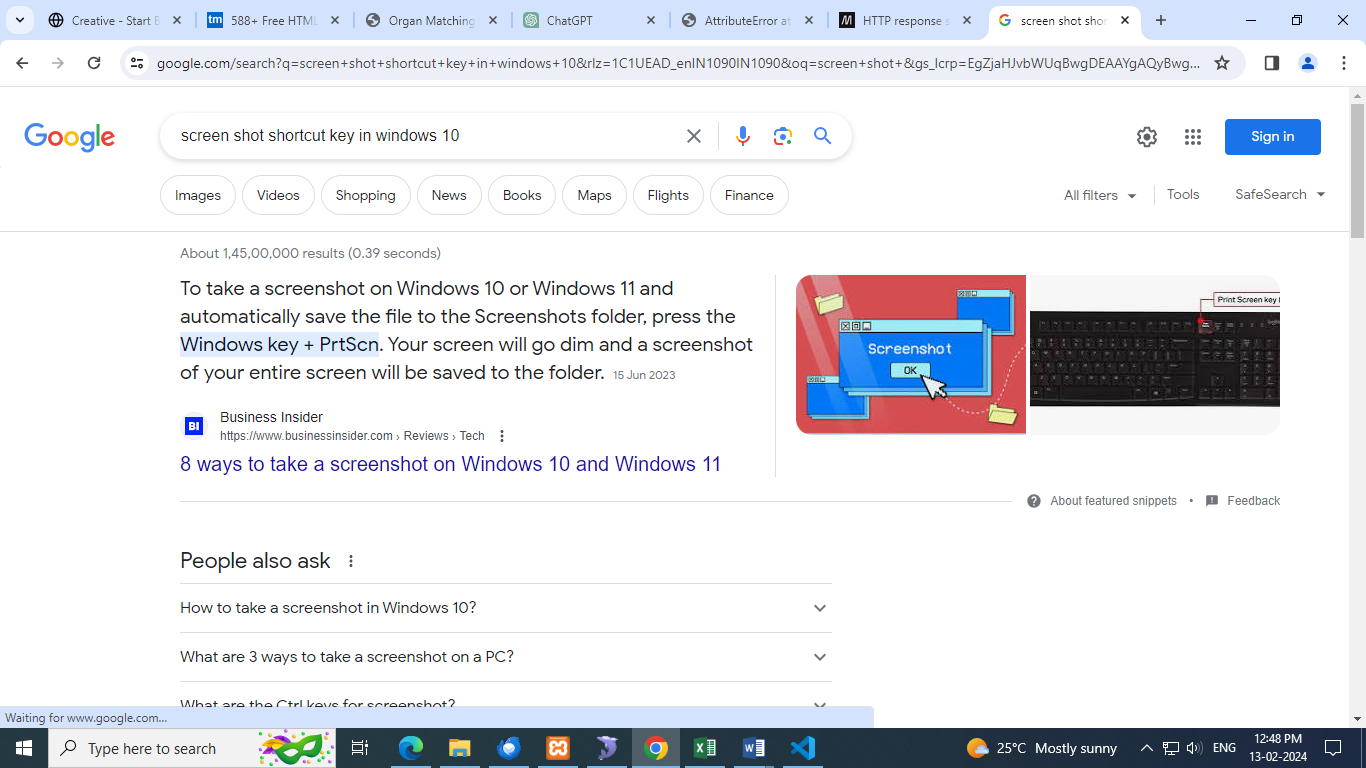 Creative - Start B
588+ Free HTML
Organ Matching
ChatGPT
AttributeError at
HTTP response s
screen shot shor
google.com/search?q=screen+shot+shortcut+key+in+windows+10&rlz=1C1UEAD_enIN1090IN1090&oq=screen+shot+&gs_lcrp=EgZjaHJvbWUqBwgDEAAYgAQyBwg...
Google
screen shot shortcut key in windows 10
Sign in
Images
Videos
Shopping
News
Books
Maps
Flights
Finance
All filters
Tools
SafeSearch
About 1,45,00,000 results (0.39 seconds)
To take a screenshot on Windows 10 or Windows 11 and
automatically save the file to the Screenshots folder, press the
Windows key + PrtScn. Your screen will go dim and a screenshot
of your entire screen will be saved to the folder. 15 Jun 2023
Screenshot
OK
Print Screen key
BI
Business Insider
https://www.businessinsider.com › Reviews › Tech
8 ways to take a screenshot on Windows 10 and Windows 11
About featured snippets • Feedback
People also ask
How to take a screenshot in Windows 10?
What are 3 ways to take a screenshot on a PC?
What are the Ctrl keys for screenshot?
Waiting for www.google.com...
Type here to search
25°C Mostly sunny
ENG
12:48 PM
13-02-2024